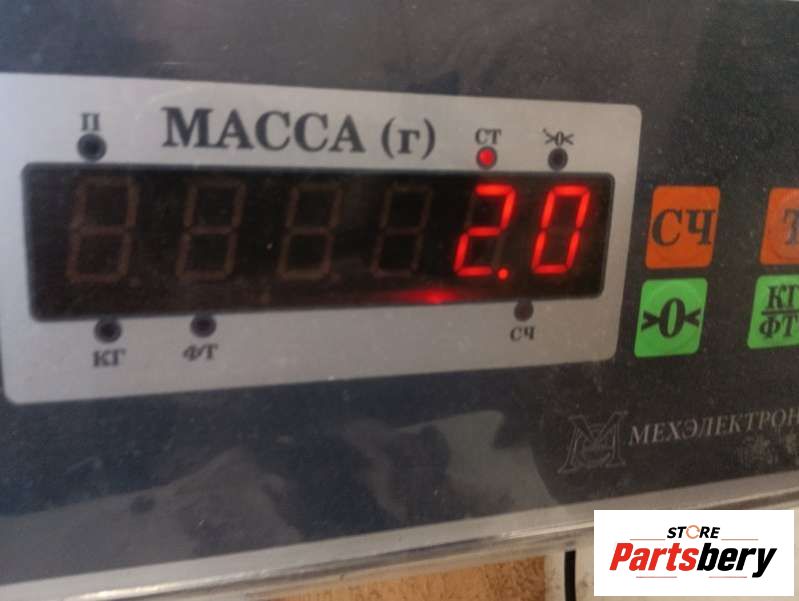 П
МАССА (г)
СТ
>0<
2.0
КГ
ФТ
СЧ
СЧ
Т
>0<
КГ
ФТ
М
МЕХЭЛЕКТРОН
STORE
Partsbery